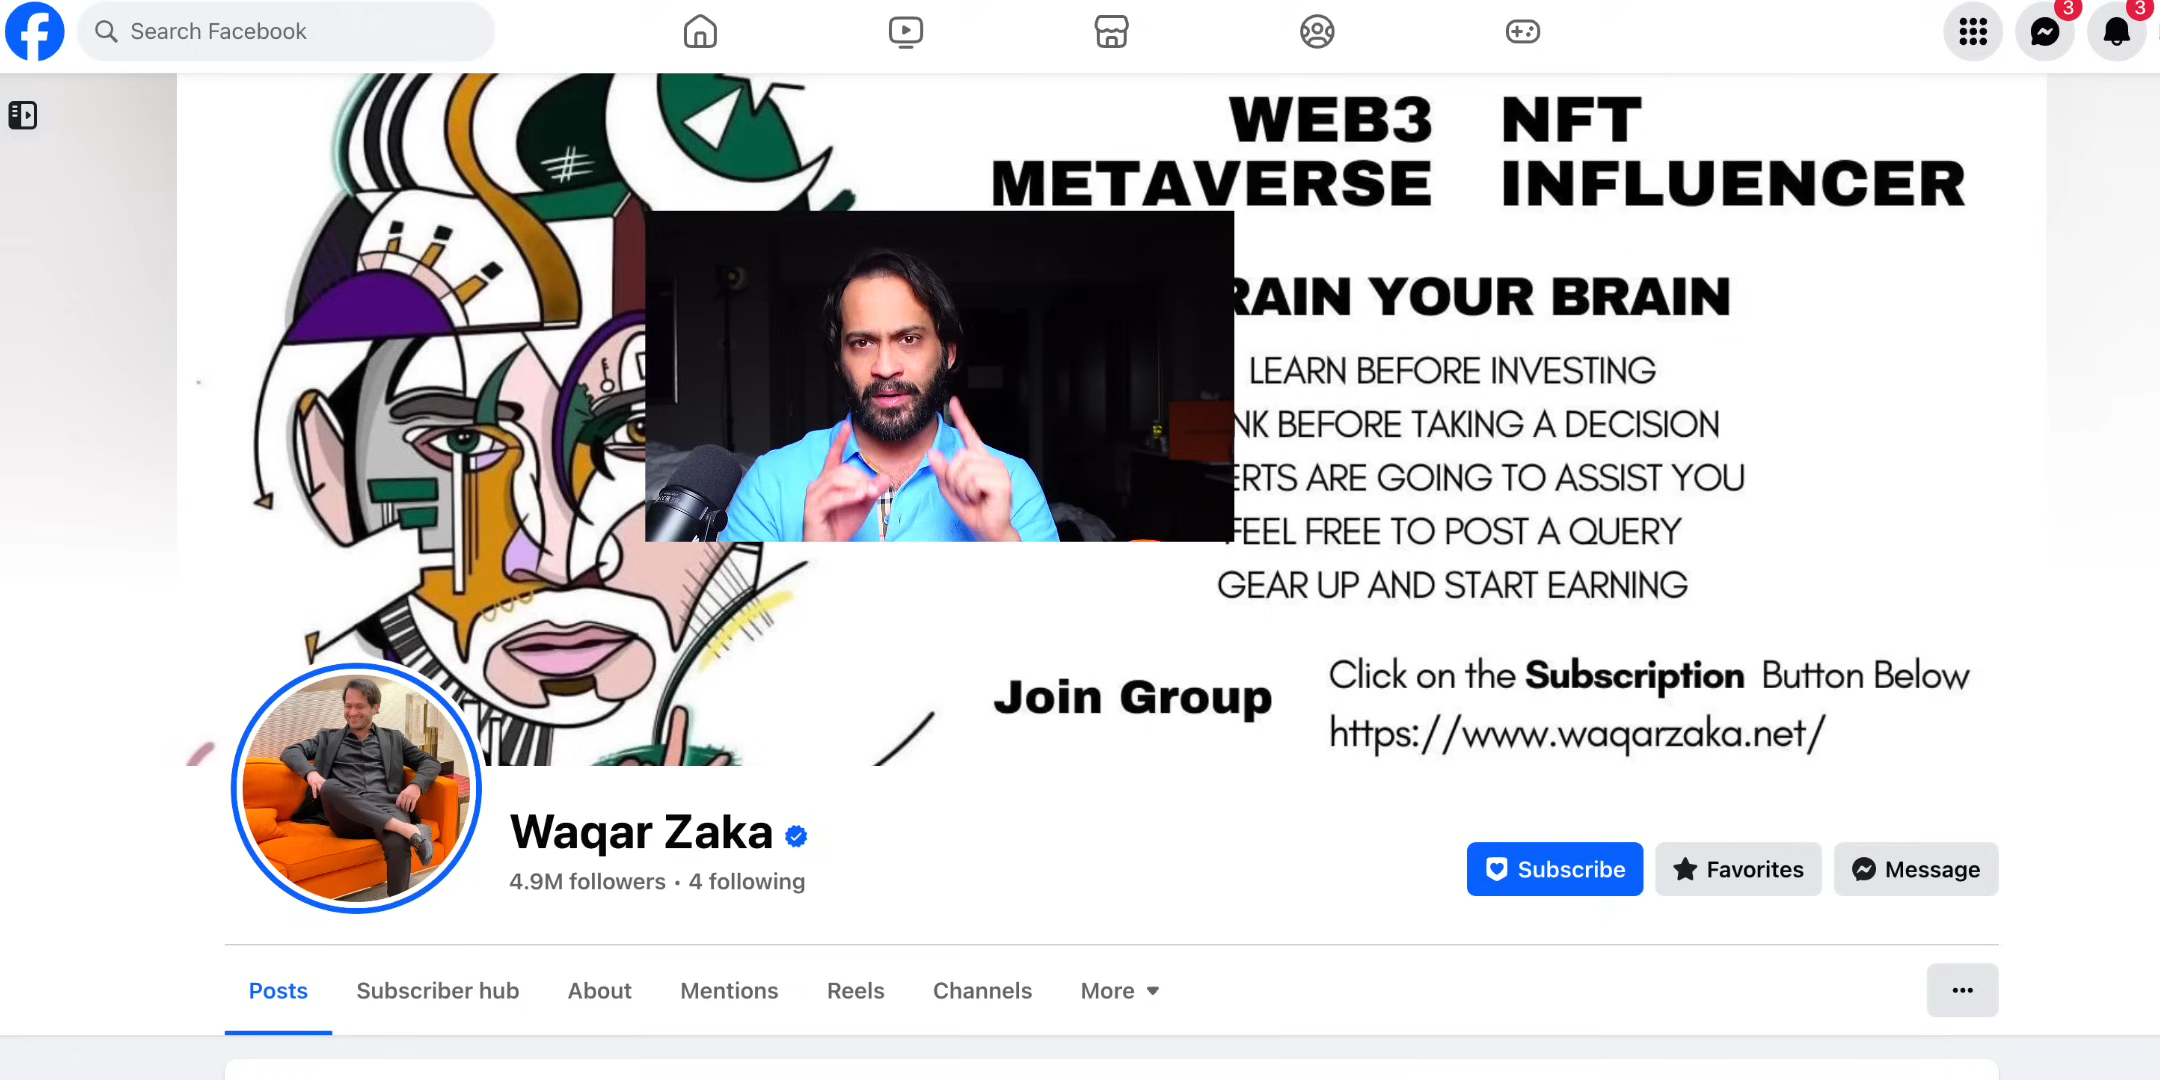 Search Facebook
3
3
WEB3 NFT
METAVERSE INFLUENCER
RAIN YOUR BRAIN
LEARN BEFORE INVESTING
NK BEFORE TAKING A DECISION
ERTS ARE GOING TO ASSIST YOU
FEEL FREE TO POST A QUERY
GEAR UP AND START EARNING
Join Group
Click on the Subscription Button Below
https://www.waqarzaka.net/
Waqar Zaka
4.9M followers • 4 following
Subscribe Favorites Message
Posts Subscriber hub About Mentions Reels Channels More